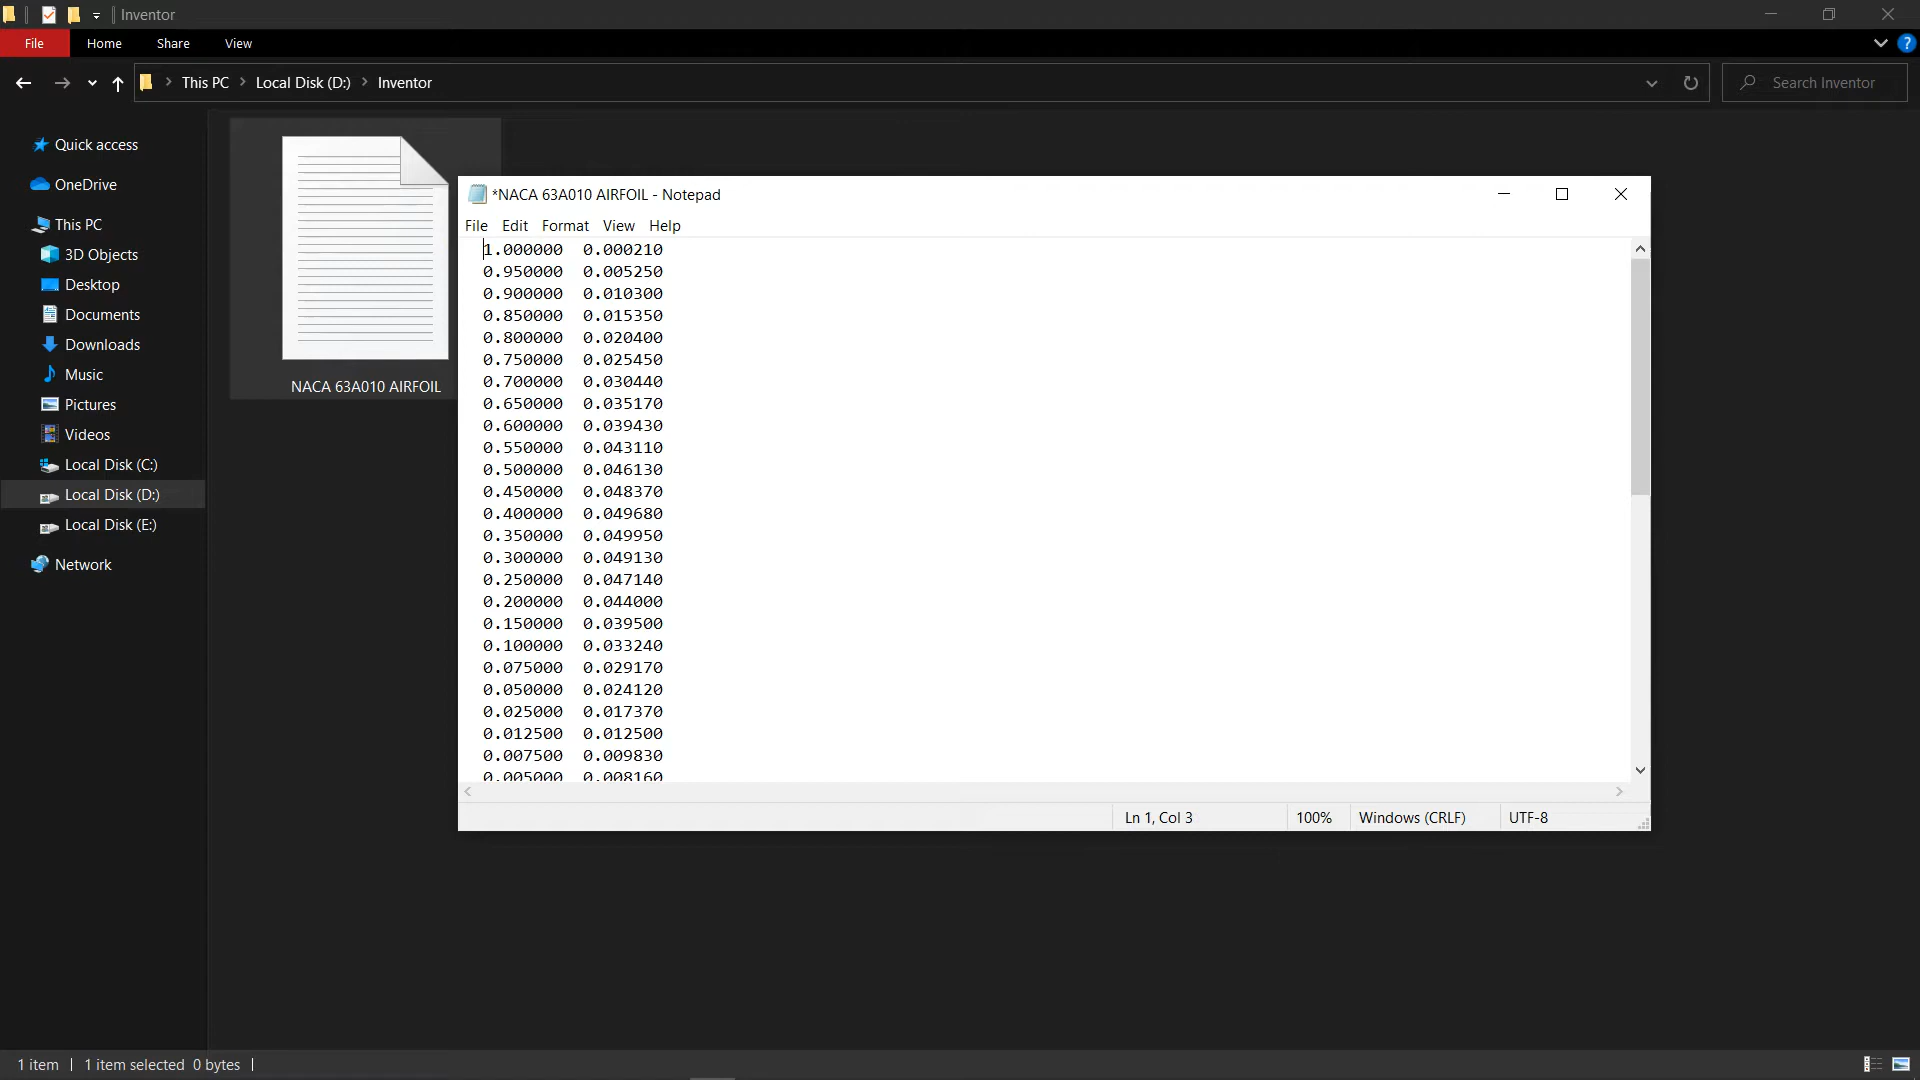 Inventor
File Home Share View
This PC Local Disk (D:) Inventor
Search Inventor
Quick access
OneDrive
This PC
3D Objects
Desktop
Documents
Downloads
Music
Pictures
Videos
Local Disk (C:)
Local Disk (D:)
Local Disk (E:)
Network
NACA 63A010 AIRFOIL
*NACA 63A010 AIRFOIL - Notepad
File Edit Format View Help
1.000000 0.000210
0.950000 0.005250
0.900000 0.010300
0.850000 0.015350
0.800000 0.020400
0.750000 0.025450
0.700000 0.030440
0.650000 0.035170
0.600000 0.039430
0.550000 0.043110
0.500000 0.046130
0.450000 0.048370
0.400000 0.049680
0.350000 0.049950
0.300000 0.049130
0.250000 0.047140
0.200000 0.044000
0.150000 0.039500
0.100000 0.033240
0.075000 0.029170
0.050000 0.024120
0.025000 0.017370
0.012500 0.012500
0.007500 0.009830
0.005000 0.008160
Ln 1, Col 3 100% Windows (CRLF) UTF-8
1 item 1 item selected 0 bytes